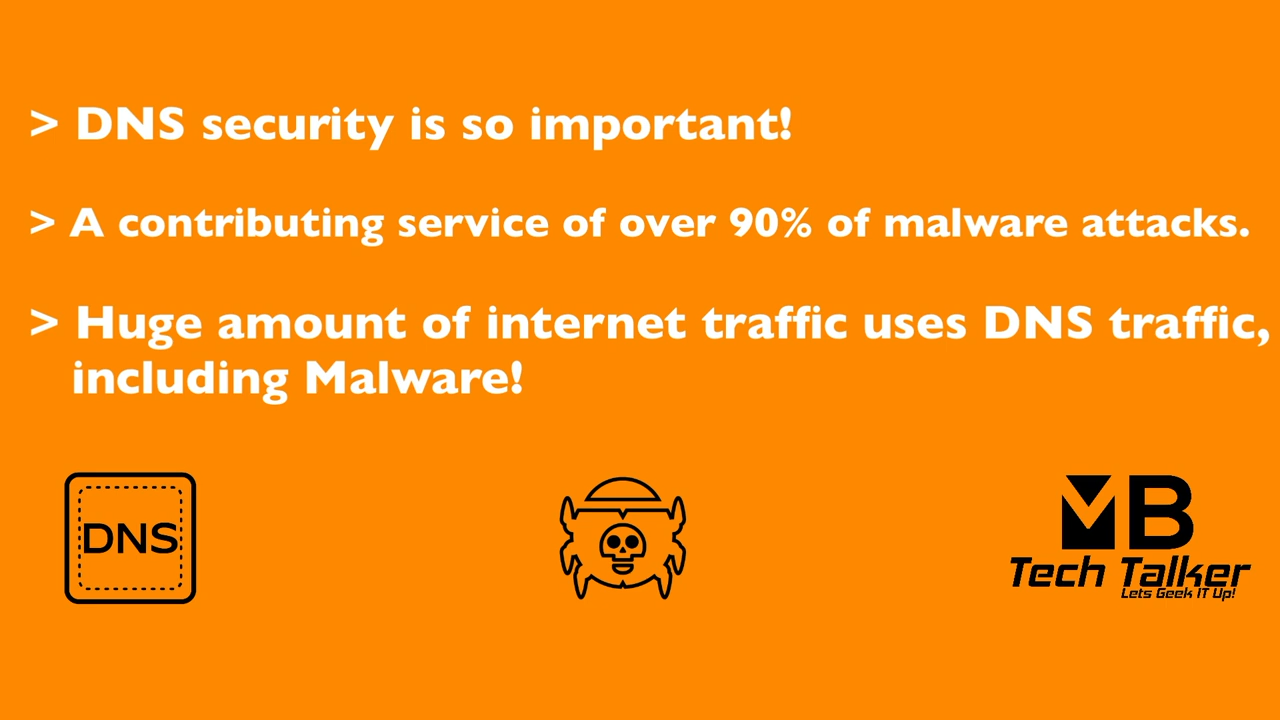 > DNS security is so important!
> A contributing service of over 90% of malware attacks.
> Huge amount of internet traffic uses DNS traffic,
including Malware!
DNS
MB
Tech Talker
Lets Geek IT Up!